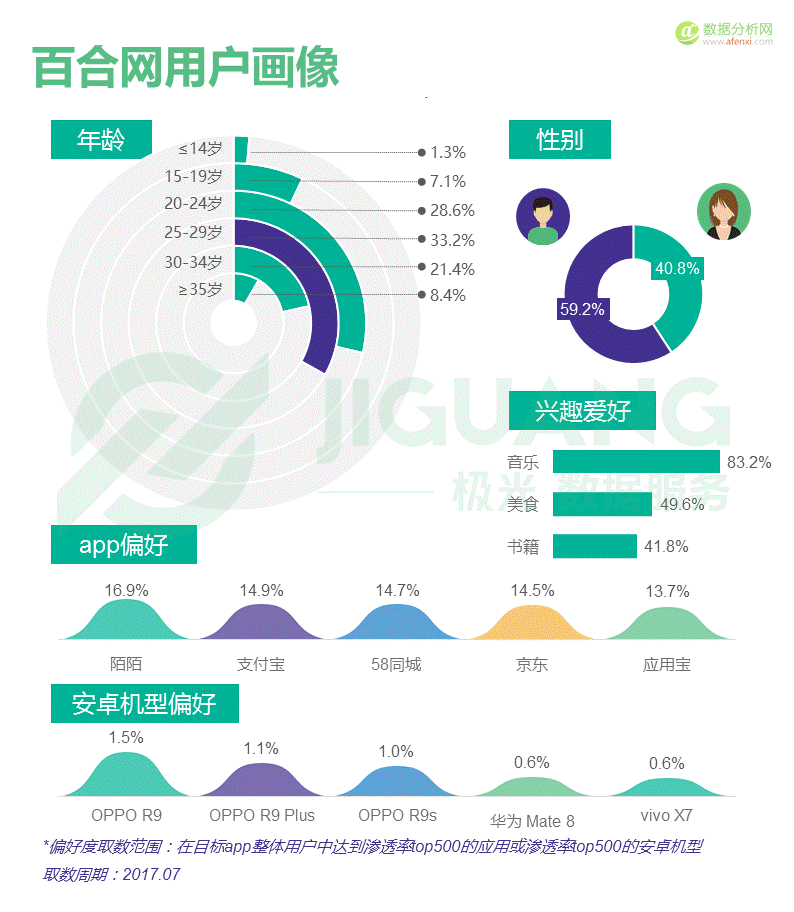 数据分析网
www.afenxi.com
百合网用户画像
年龄
≤14岁 1.3%
15-19岁 7.1%
20-24岁 28.6%
25-29岁 33.2%
30-34岁 21.4%
≥35岁 8.4%
性别
40.8%
59.2%
JIGUANG
极光 数据服务
兴趣爱好
音乐 83.2%
美食 49.6%
书籍 41.8%
app偏好
16.9% 14.9% 14.7% 14.5% 13.7%
陌陌 支付宝 58同城 京东 应用宝
安卓机型偏好
1.5% 1.1% 1.0% 0.6% 0.6%
OPPO R9 OPPO R9 Plus OPPO R9s 华为 Mate 8 vivo X7
*偏好度取数范围：在目标app整体用户中达到渗透率top500的应用或渗透率top500的安卓机型
取数周期：2017.07